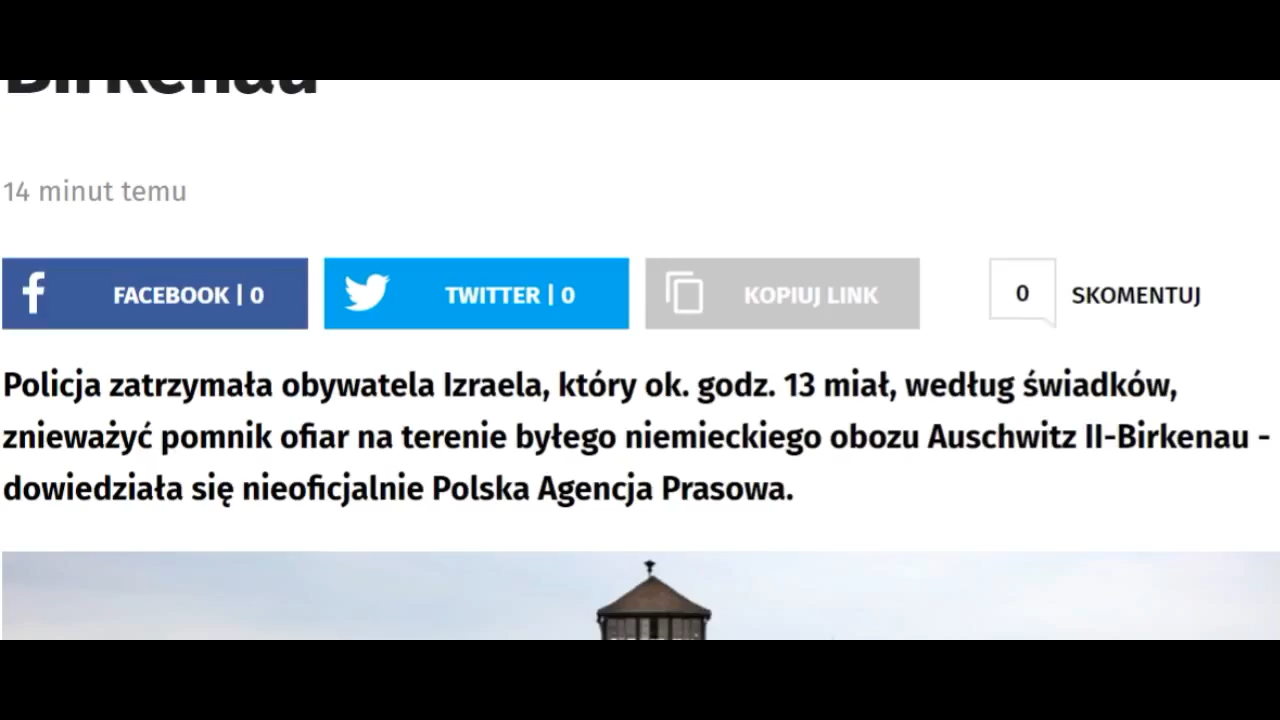 Birkenau
14 minut temu
FACEBOOK | 0
TWITTER | 0
KOPIUJ LINK
0
SKOMENTUJ
Policja zatrzymała obywatela Izraela, który ok. godz. 13 miał, według świadków,
znieważyć pomnik ofiar na terenie byłego niemieckiego obozu Auschwitz II-Birkenau -
dowiedziała się nieoficjalnie Polska Agencja Prasowa.